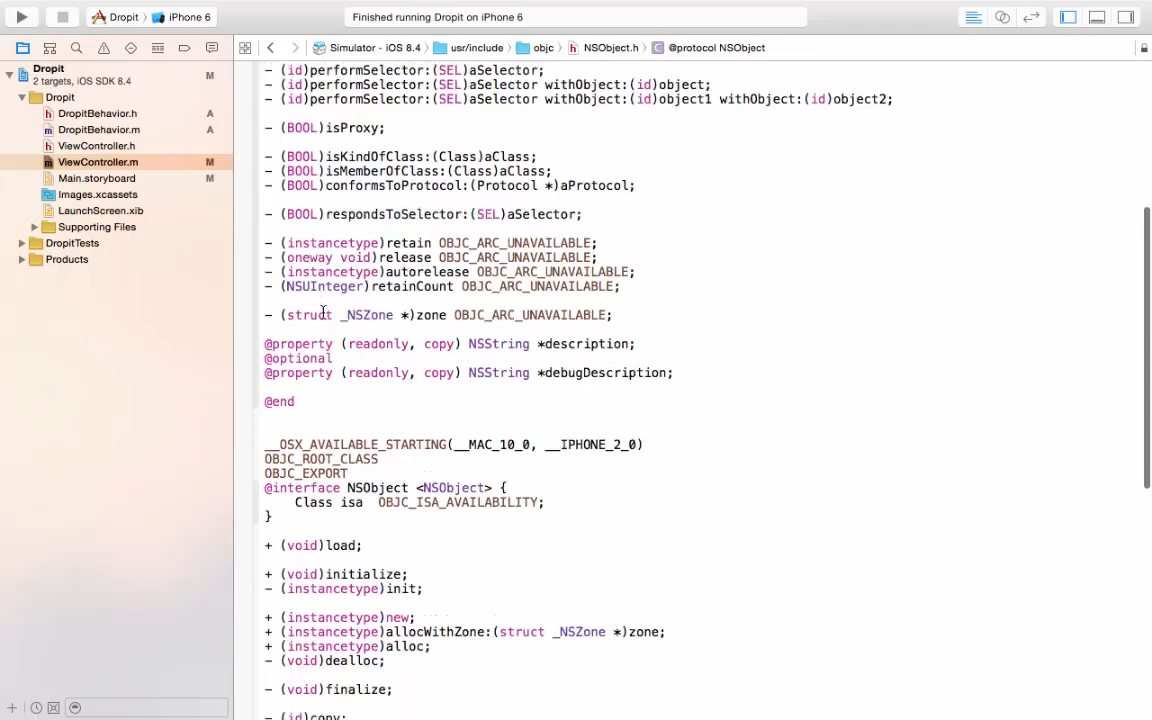 Dropit
iPhone 6
Finished running Dropit on iPhone 6
Simulator - iOS 8.4
usr/include
objc
NSObject.h
@protocol NSObject
Dropit
M
2 targets, iOS SDK 8.4
Dropit
DropitBehavior.h
A
DropitBehavior.m
A
ViewController.h
ViewController.m
M
Main.storyboard
M
Images.xcassets
LaunchScreen.xib
Supporting Files
DropitTests
Products
- (id)performSelector:(SEL)aSelector;
- (id)performSelector:(SEL)aSelector withObject:(id)object;
- (id)performSelector:(SEL)aSelector withObject:(id)object1 withObject:(id)object2;
- (BOOL)isProxy;
- (BOOL)isKindOfClass:(Class)aClass;
- (BOOL)isMemberOfClass:(Class)aClass;
- (BOOL)conformsToProtocol:(Protocol *)aProtocol;
- (BOOL)respondsToSelector:(SEL)aSelector;
- (instancetype)retain OBJC_ARC_UNAVAILABLE;
- (oneway void)release OBJC_ARC_UNAVAILABLE;
- (instancetype)autorelease OBJC_ARC_UNAVAILABLE;
- (NSUInteger)retainCount OBJC_ARC_UNAVAILABLE;
- (struct _NSZone *)zone OBJC_ARC_UNAVAILABLE;
@property (readonly, copy) NSString *description;
@optional
@property (readonly, copy) NSString *debugDescription;
@end
__OSX_AVAILABLE_STARTING(__MAC_10_0, __IPHONE_2_0)
OBJC_ROOT_CLASS
OBJC_EXPORT
@interface NSObject <NSObject> {
Class isa  OBJC_ISA_AVAILABILITY;
}
+ (void)load;
+ (void)initialize;
- (instancetype)init;
+ (instancetype)new;
+ (instancetype)allocWithZone:(struct _NSZone *)zone;
+ (instancetype)alloc;
- (void)dealloc;
- (void)finalize;
- (id)copy;